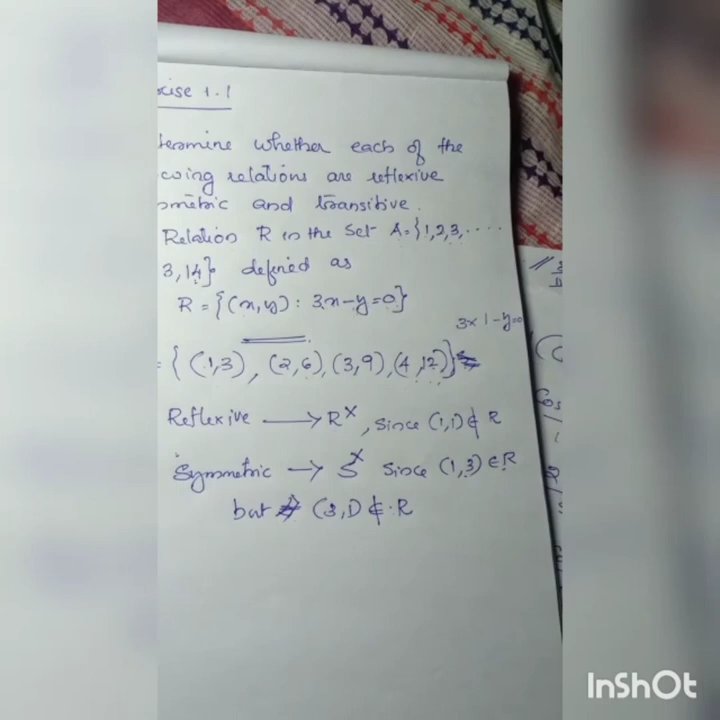 cise 1.1
termine whether each of the
owing relations are reflexive
mmetric and transitive.
Relation R in the Set A = {1,2,3,.....
3,14} defined as
R = {(x,y) : 3x-y=0}
3x1-y=0
= { (1,3), (2,6), (3,9), (4,12)}
Reflexive ⟶ R x, since (1,1) ∉ R
Symmetric → S x since (1,3) ∈ R
but (3,1) ∉ R
InShOt